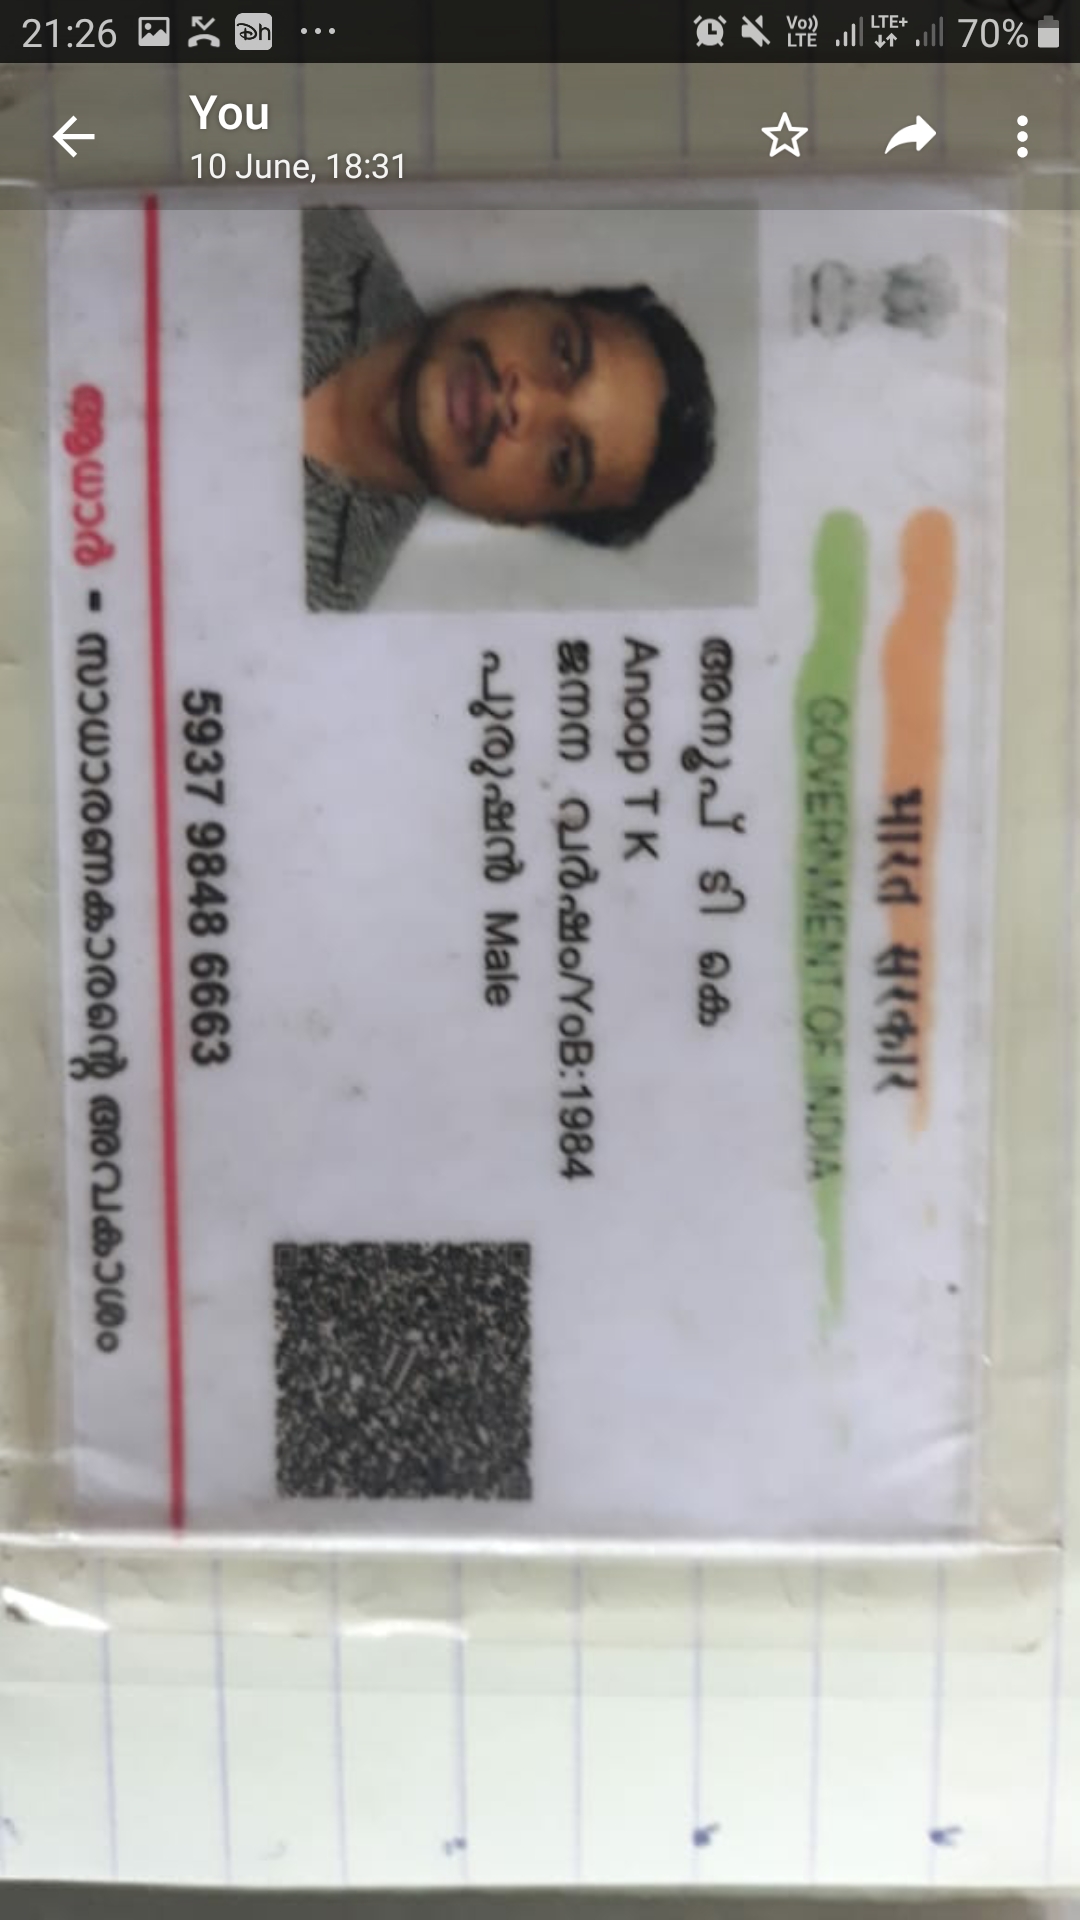 21:26
Vo)) LTE
LTE+
70%
You
10 June, 18:31
भारत सरकार
GOVERNMENT OF INDIA
അനൂപ് ടി കെ
Anoop T K
ജനന വർഷം/YoB:1984
പുരുഷൻ Male
5937 9848 6663
ആധാർ - സാധാരണക്കാരന്റെ അവകാശം